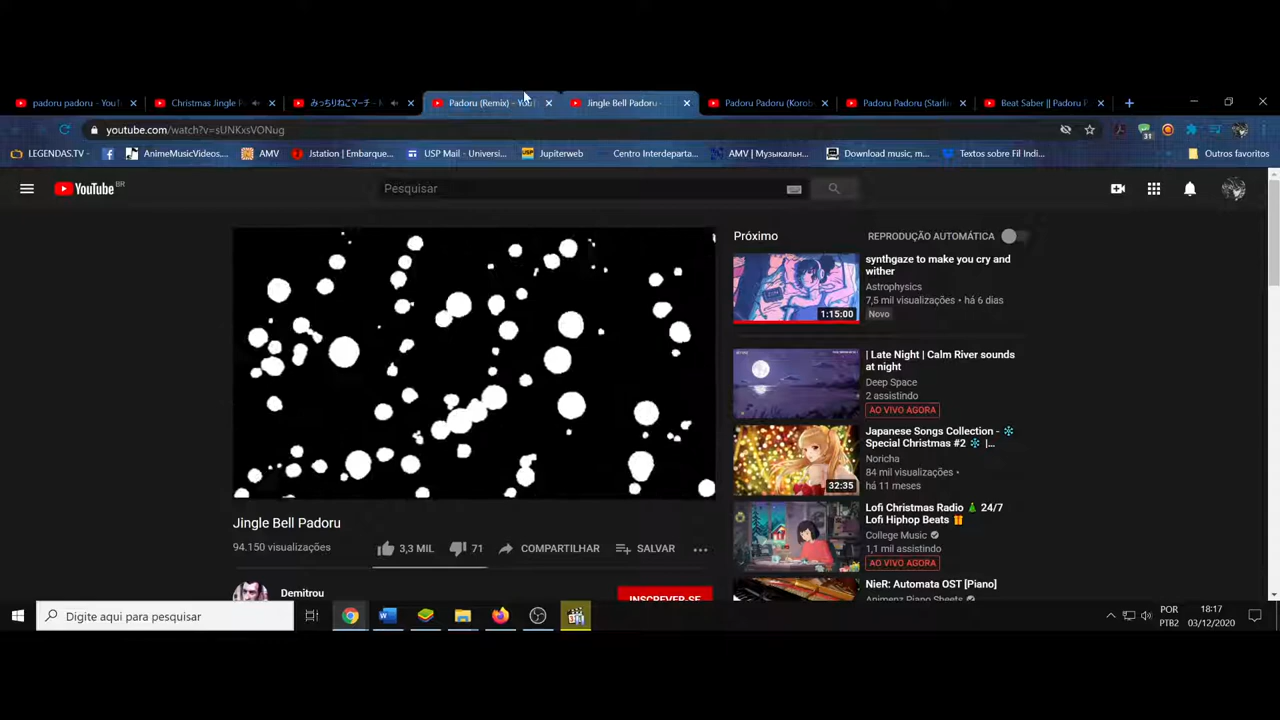 padoru padoru - YouT
Christmas Jingle P
みっちりねこマーチ -
Padoru (Remix) - You
Jingle Bell Padoru -
Padoru Padoru (Korob
Padoru Padoru (Starlin
Beat Saber || Padoru P
youtube.com/watch?v=sUNKxsVONug
31
LEGENDAS.TV -
AnimeMusicVideos,...
AMV
Jstation | Embarque...
USP Mail - Universi...
USP
Jupiterweb
Centro Interdeparta...
AMV | Музыкальн...
Download music, m...
Textos sobre Fil Indi...
Outros favoritos
YouTube BR
Pesquisar
Próximo
REPRODUÇÃO AUTOMÁTICA
synthgaze to make you cry and
wither
Astrophysics
7,5 mil visualizações • há 6 dias
Novo
1:15:00
| Late Night | Calm River sounds
at night
Deep Space
2 assistindo
AO VIVO AGORA
Japanese Songs Collection -
Special Christmas #2 | ...
Noricha
84 mil visualizações •
há 11 meses
32:35
Lofi Christmas Radio 24/7
Lofi Hiphop Beats
College Music
1,1 mil assistindo
AO VIVO AGORA
NieR: Automata OST [Piano]
Animenz Piano Sheets
Jingle Bell Padoru
94.150 visualizações
3,3 MIL
71
COMPARTILHAR
SALVAR
Demitrou
INSCREVER-SE
Digite aqui para pesquisar
POR
PTB2
18:17
03/12/2020